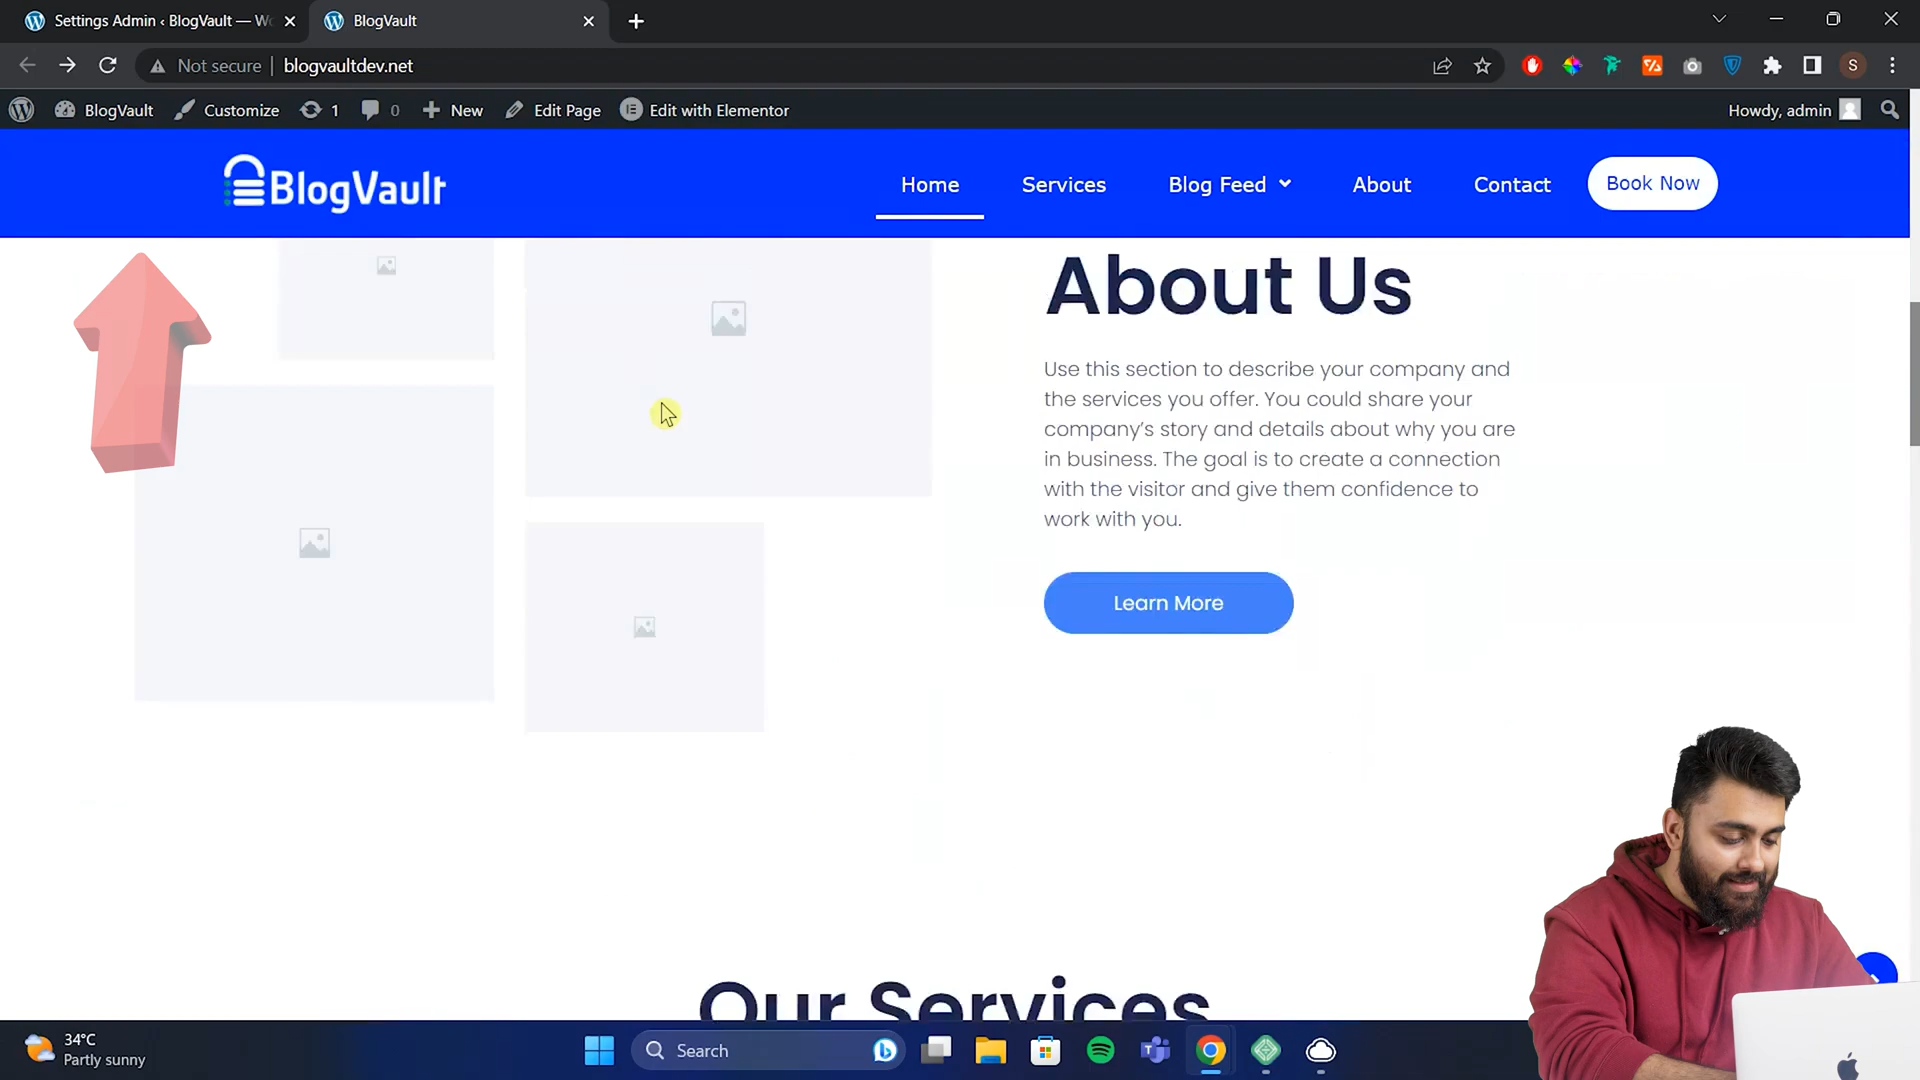 Settings Admin ‹ BlogVault — W
BlogVault
Not secure
blogvaultdev.net
S
BlogVault
Customize
1
0
New
Edit Page
Edit with Elementor
Howdy, admin
BlogVault
Home
Services
Blog Feed
About
Contact
Book Now
About Us
Use this section to describe your company and
the services you offer. You could share your
company’s story and details about why you are
in business. The goal is to create a connection
with the visitor and give them confidence to
work with you.
Learn More
Our Services
34°C
Partly sunny
Search